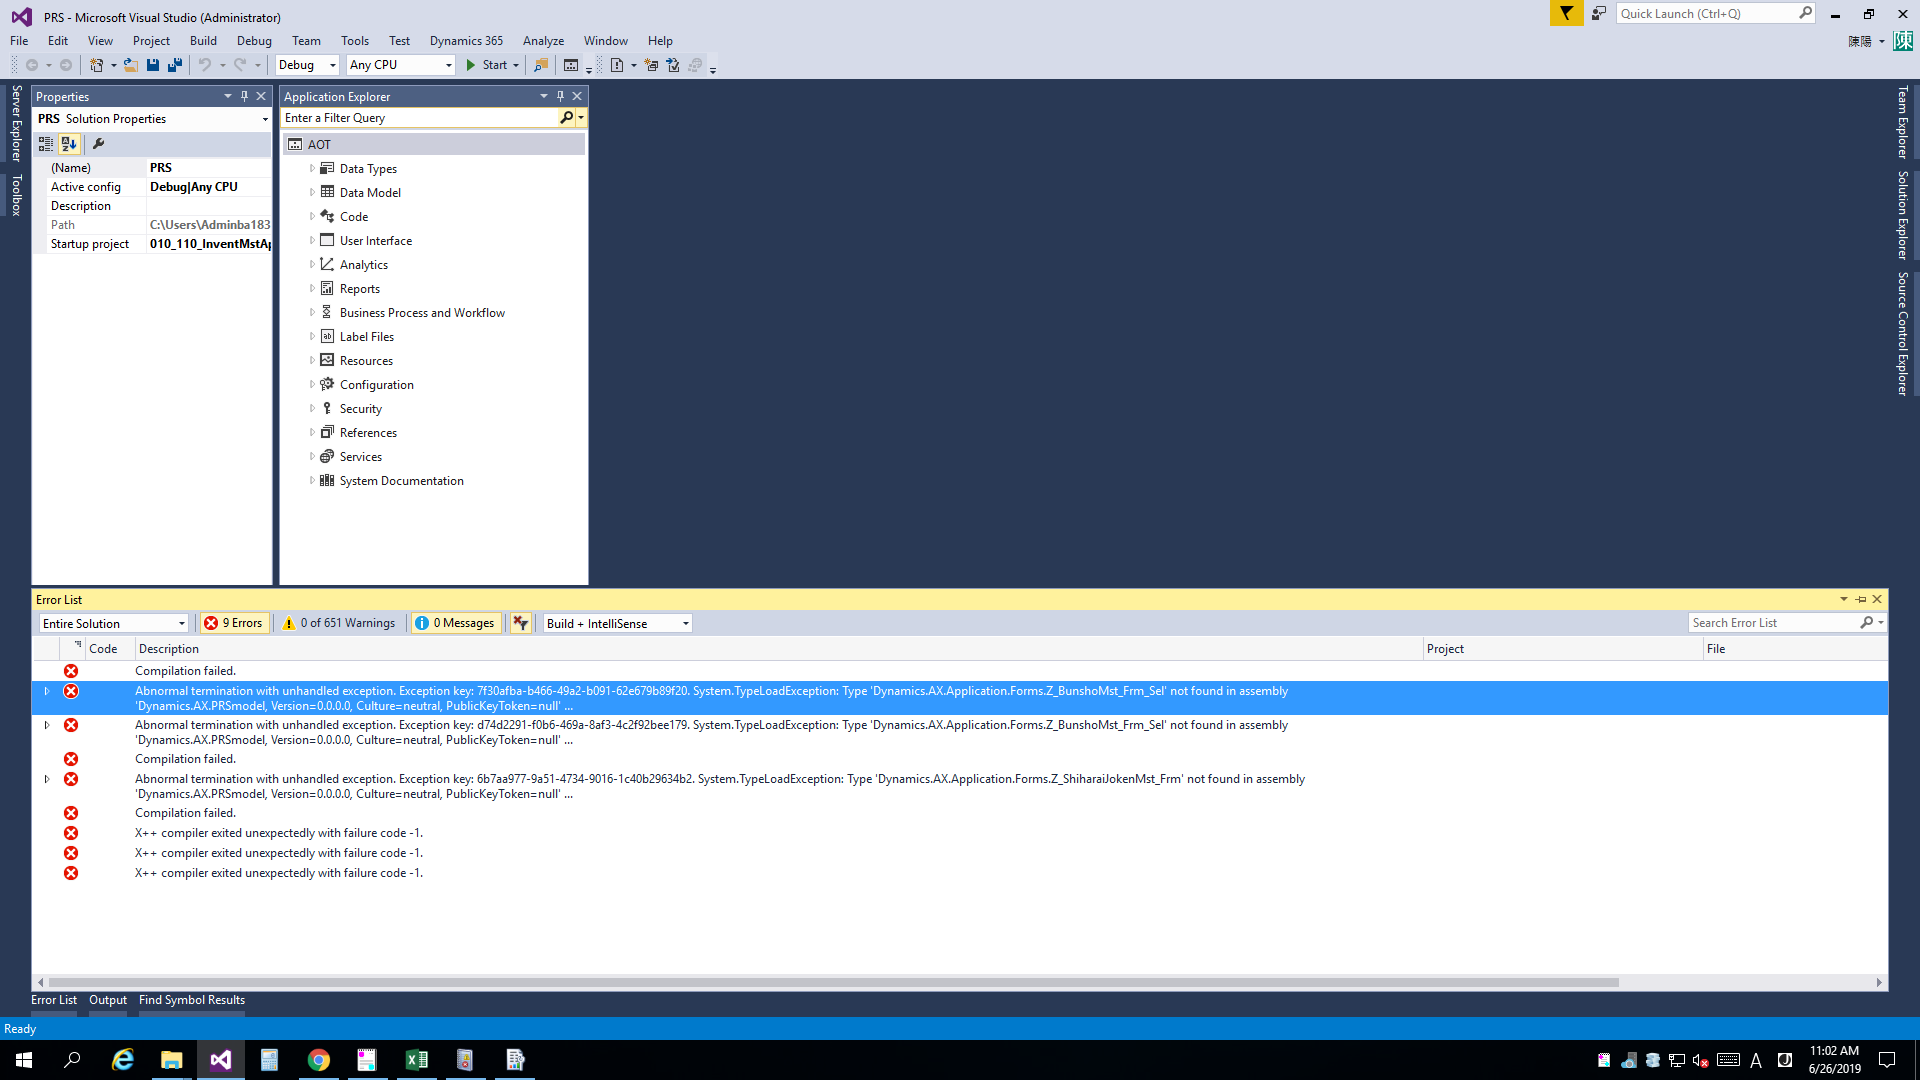 PRS - Microsoft Visual Studio (Administrator)
Quick Launch (Ctrl+Q)
File Edit View Project Build Debug Team Tools Test Dynamics 365 Analyze Window Help
陳陽
陳
Debug Any CPU Start
Server Explorer
Toolbox
Properties
PRS Solution Properties
(Name) PRS
Active config Debug|Any CPU
Description
Path C:\Users\Adminba183
Startup project 010_110_InventMstAp
Application Explorer
Enter a Filter Query
AOT
Data Types
Data Model
Code
User Interface
Analytics
Reports
Business Process and Workflow
Label Files
Resources
Configuration
Security
References
Services
System Documentation
Team Explorer
Solution Explorer
Source Control Explorer
Error List
Entire Solution 9 Errors 0 of 651 Warnings 0 Messages Build + IntelliSense Search Error List
Code Description Project File
Compilation failed.
Abnormal termination with unhandled exception. Exception key: 7f30afba-b466-49a2-b091-62e679b89f20. System.TypeLoadException: Type 'Dynamics.AX.Application.Forms.Z_BunshoMst_Frm_Sel' not found in assembly
'Dynamics.AX.PRSmodel, Version=0.0.0.0, Culture=neutral, PublicKeyToken=null' ...
Abnormal termination with unhandled exception. Exception key: d74d2291-f0b6-469a-8af3-4c2f92bee179. System.TypeLoadException: Type 'Dynamics.AX.Application.Forms.Z_BunshoMst_Frm_Sel' not found in assembly
'Dynamics.AX.PRSmodel, Version=0.0.0.0, Culture=neutral, PublicKeyToken=null' ...
Compilation failed.
Abnormal termination with unhandled exception. Exception key: 6b7aa977-9a51-4734-9016-1c40b29634b2. System.TypeLoadException: Type 'Dynamics.AX.Application.Forms.Z_ShiharaiJokenMst_Frm' not found in assembly
'Dynamics.AX.PRSmodel, Version=0.0.0.0, Culture=neutral, PublicKeyToken=null' ...
Compilation failed.
X++ compiler exited unexpectedly with failure code -1.
X++ compiler exited unexpectedly with failure code -1.
X++ compiler exited unexpectedly with failure code -1.
Error List Output Find Symbol Results
Ready
A
11:02 AM
6/26/2019